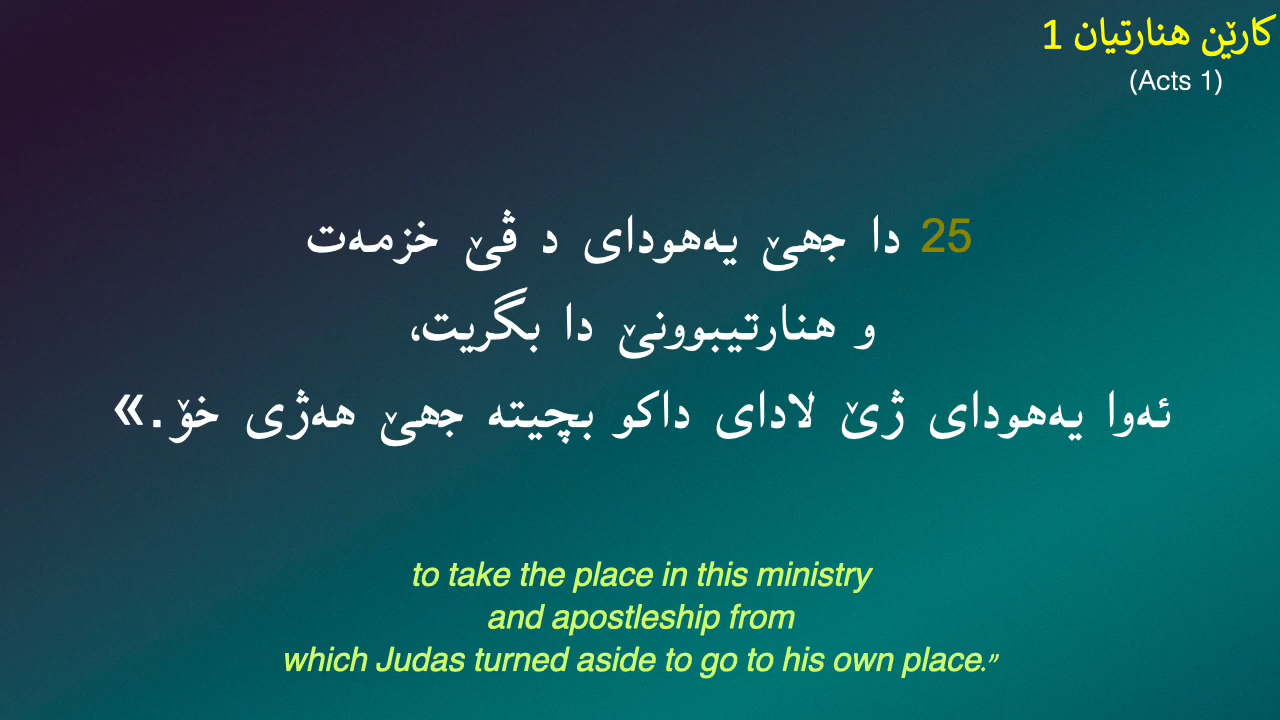 کارێن هنارتیان 1
(Acts 1)
25 دا جهێ یەهودای د ڤێ خزمەت
و هنارتیبوونێ دا بگریت،
ئەوا یەهودای ژێ لادای داکو بچیتە جهێ هەژی خۆ.»
to take the place in this ministry
and apostleship from
which Judas turned aside to go to his own place.”